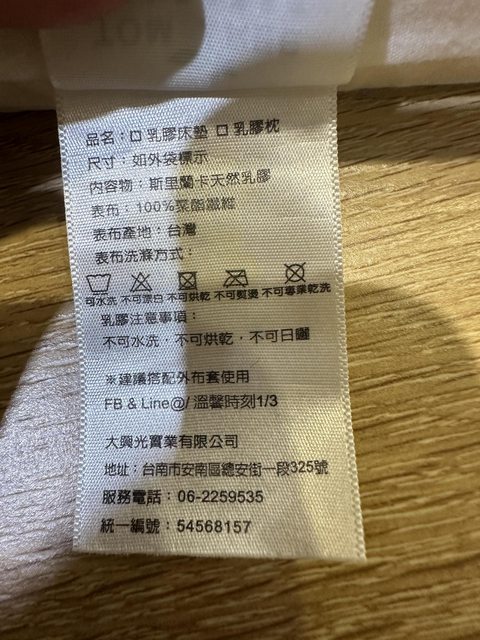 品名：□ 乳膠床墊 □ 乳膠枕
尺寸：如外袋標示
內容物：斯里蘭卡天然乳膠
表布：100%聚酯纖維
表布產地：台灣
表布洗滌方式：
可水洗 不可漂白 不可烘乾 不可熨燙 不可專業乾洗
乳膠注意事項：
不可水洗，不可烘乾，不可日曬
※建議搭配外布套使用
FB & Line@/ 溫馨時刻1/3
大興光實業有限公司
地址：台南市安南區總安街一段325號
服務電話：06-2259535
統一編號：54568157